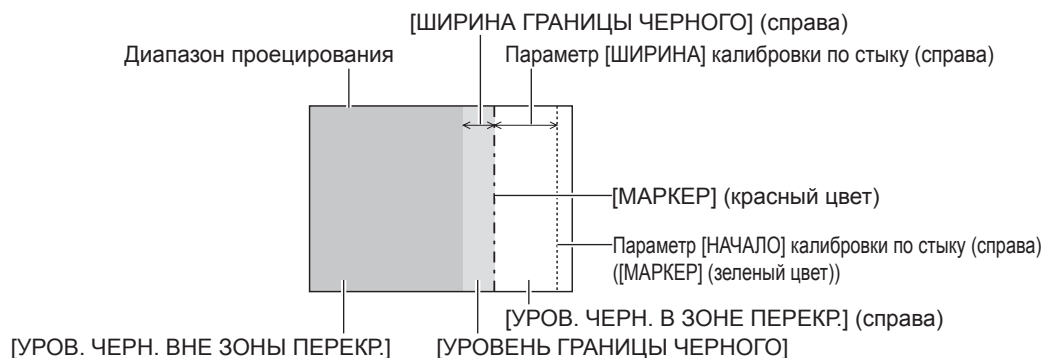 [ШИРИНА ГРАНИЦЫ ЧЕРНОГО] (справа)
Диапазон проецирования
Параметр [ШИРИНА] калибровки по стыку (справа)
[МАРКЕР] (красный цвет)
Параметр [НАЧАЛО] калибровки по стыку (справа)
([МАРКЕР] (зеленый цвет))
[УРОВ. ЧЕРН. В ЗОНЕ ПЕРЕКР.] (справа)
[УРОВ. ЧЕРН. ВНЕ ЗОНЫ ПЕРЕКР.]
[УРОВЕНЬ ГРАНИЦЫ ЧЕРНОГО]